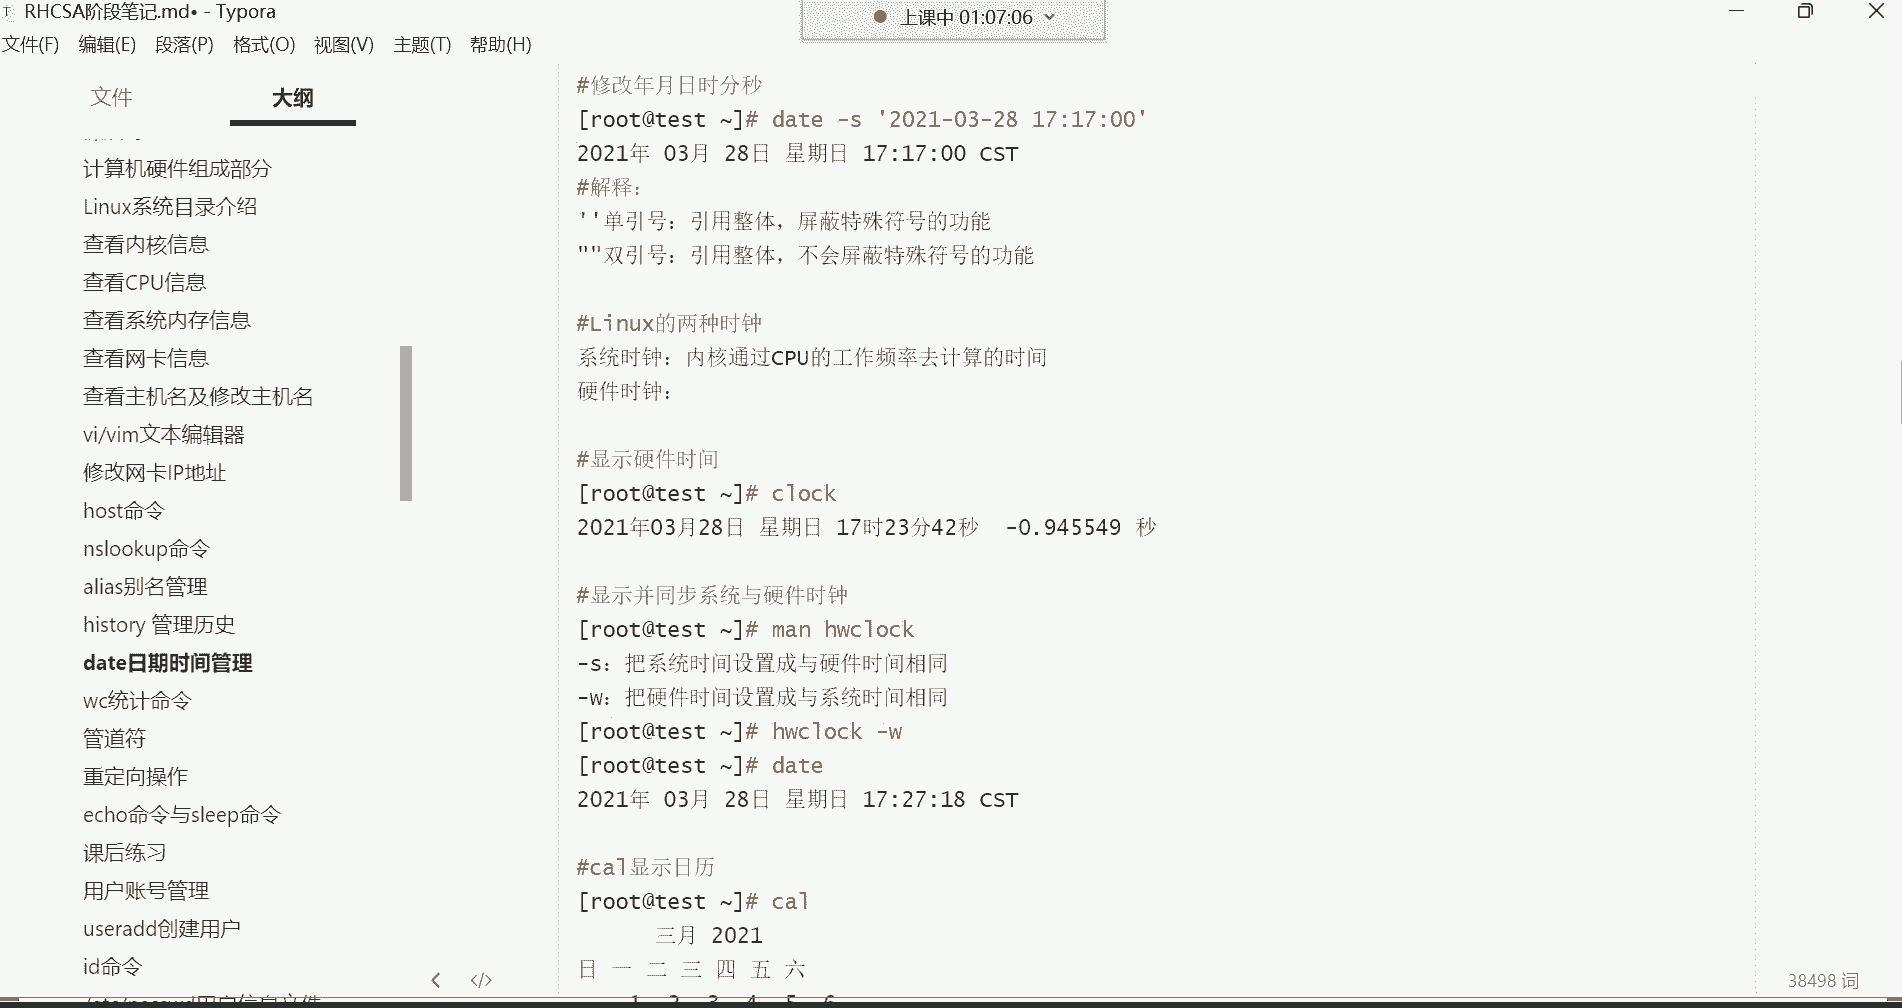 RHCSA阶段笔记.md• - Typora
上课中 01:07:06
文件(F) 编辑(E) 段落(P) 格式(O) 视图(V) 主题(T) 帮助(H)
文件 大纲
计算机硬件组成部分
Linux系统目录介绍
查看内核信息
查看CPU信息
查看系统内存信息
查看网卡信息
查看主机名及修改主机名
vi/vim文本编辑器
修改网卡IP地址
host命令
nslookup命令
alias别名管理
history 管理历史
date日期时间管理
wc统计命令
管道符
重定向操作
echo命令与sleep命令
课后练习
用户账号管理
useradd创建用户
id命令
/etc/passwd用户信息文件
#修改年月日时分秒
[root@test ~]# date -s '2021-03-28 17:17:00'
2021年 03月 28日 星期日 17:17:00 CST
#解释：
''单引号：引用整体，屏蔽特殊符号的功能
""双引号：引用整体，不会屏蔽特殊符号的功能
#Linux的两种时钟
系统时钟：内核通过CPU的工作频率去计算的时间
硬件时钟：
#显示硬件时间
[root@test ~]# clock
2021年03月28日 星期日 17时23分42秒  -0.945549 秒
#显示并同步系统与硬件时钟
[root@test ~]# man hwclock
-s：把系统时间设置成与硬件时间相同
-w：把硬件时间设置成与系统时间相同
[root@test ~]# hwclock -w
[root@test ~]# date
2021年 03月 28日 星期日 17:27:18 CST
#cal显示日历
[root@test ~]# cal
三月 2021
日 一 二 三 四 五 六
1 2 3 4 5 6
38498 词